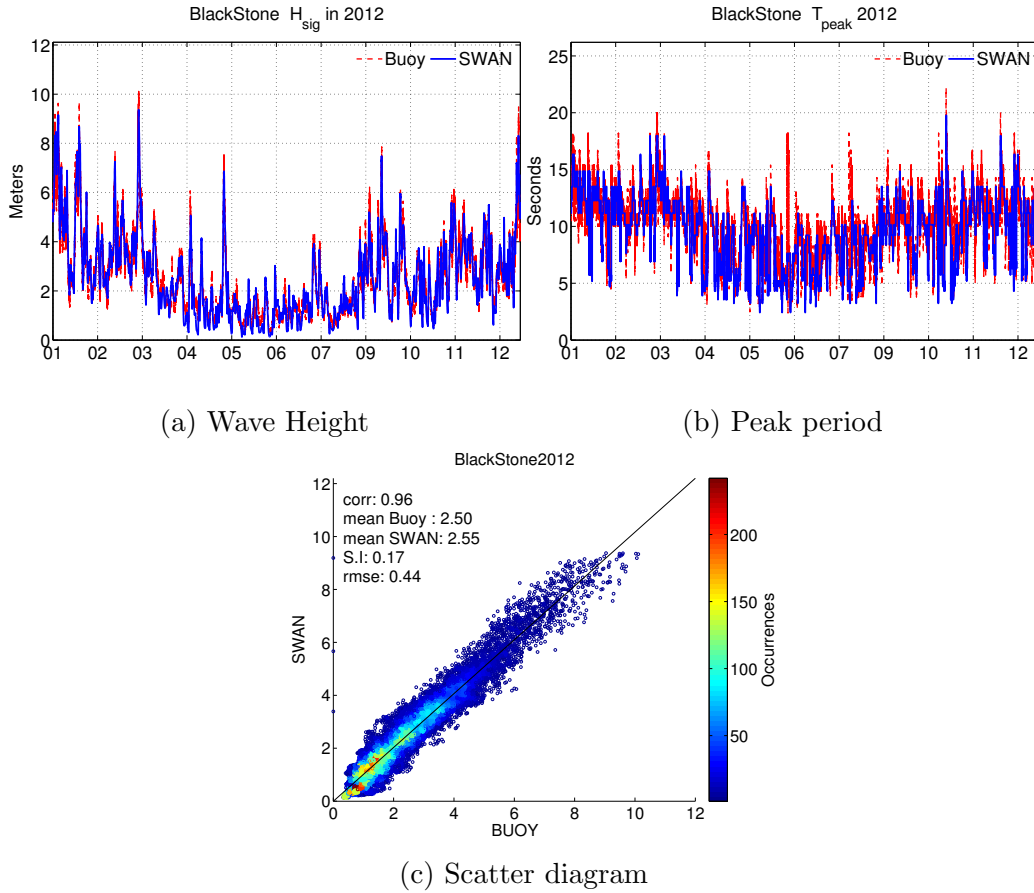 BlackStone H_sig in 2012
12
10
8
6
4
2
0
Meters
Buoy SWAN
01 02 03 04 05 06 07 09 10 11 12
(a) Wave Height
BlackStone T_peak 2012
25
20
15
10
5
0
Seconds
Buoy SWAN
01 02 03 04 05 06 07 09 10 11 12
(b) Peak period
BlackStone2012
12
10
8
6
4
2
0
SWAN
corr: 0.96
mean Buoy : 2.50
mean SWAN: 2.55
S.I: 0.17
rmse: 0.44
0 2 4 6 8 10 12
BUOY
200
150
100
50
Occurrences
(c) Scatter diagram